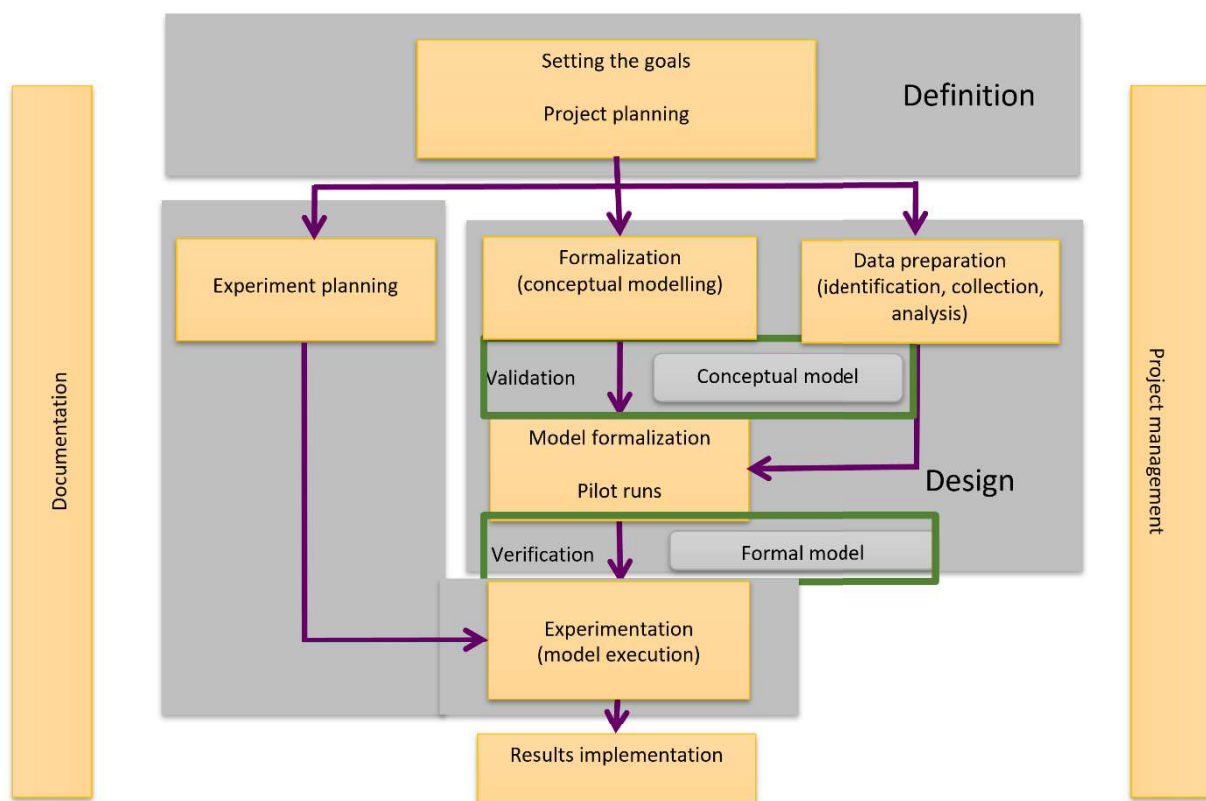 Setting the goals
Project planning
Definition
Experiment planning
Formalization
(conceptual modelling)
Data preparation
(identification, collection,
analysis)
Validation
Conceptual model
Model formalization
Pilot runs
Design
Verification
Formal model
Experimentation
(model execution)
Results implementation
Documentation
Project management